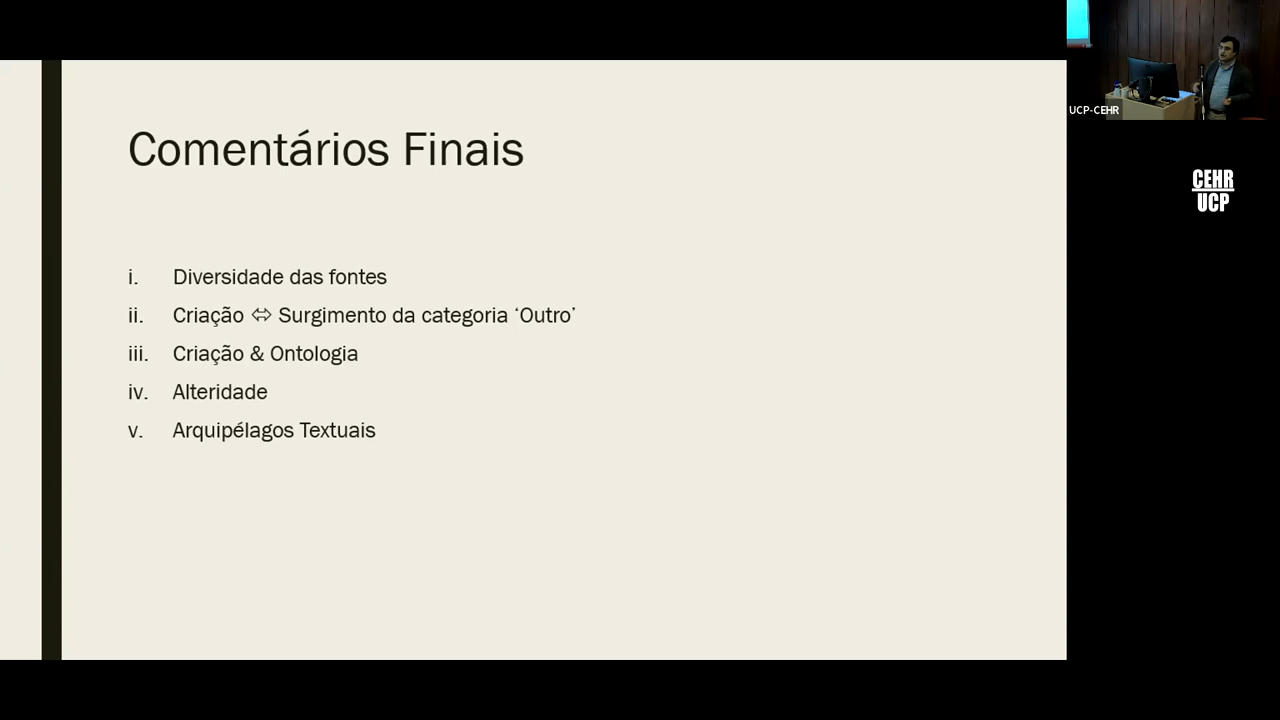 Comentários Finais
i. Diversidade das fontes
ii. Criação ⇔ Surgimento da categoria ‘Outro’
iii. Criação & Ontologia
iv. Alteridade
v. Arquipélagos Textuais
UCP-CEHR
CEHR
UCP